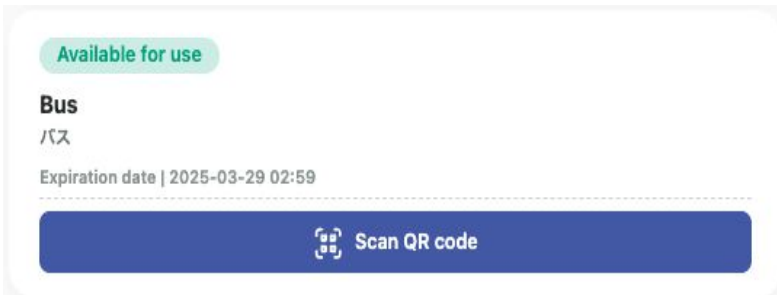 Available for use
Bus
バス
Expiration date | 2025-03-29 02:59
Scan QR code